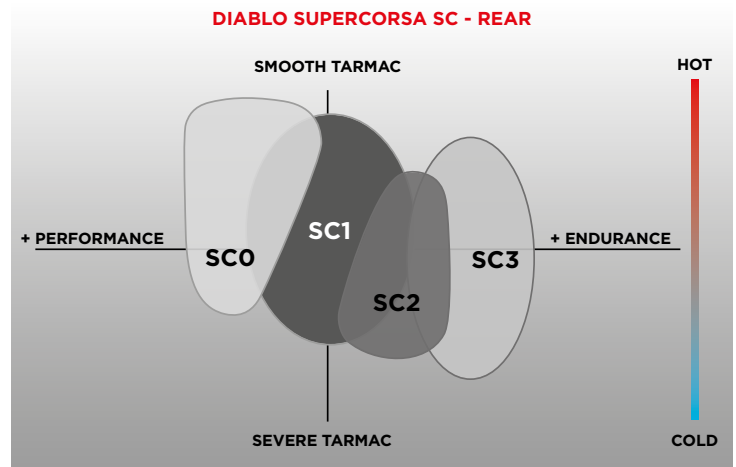 DIABLO SUPERCORSA SC - REAR
SMOOTH TARMAC
HOT
+ PERFORMANCE
SC0
SC1
SC2
SC3
+ ENDURANCE
SEVERE TARMAC
COLD